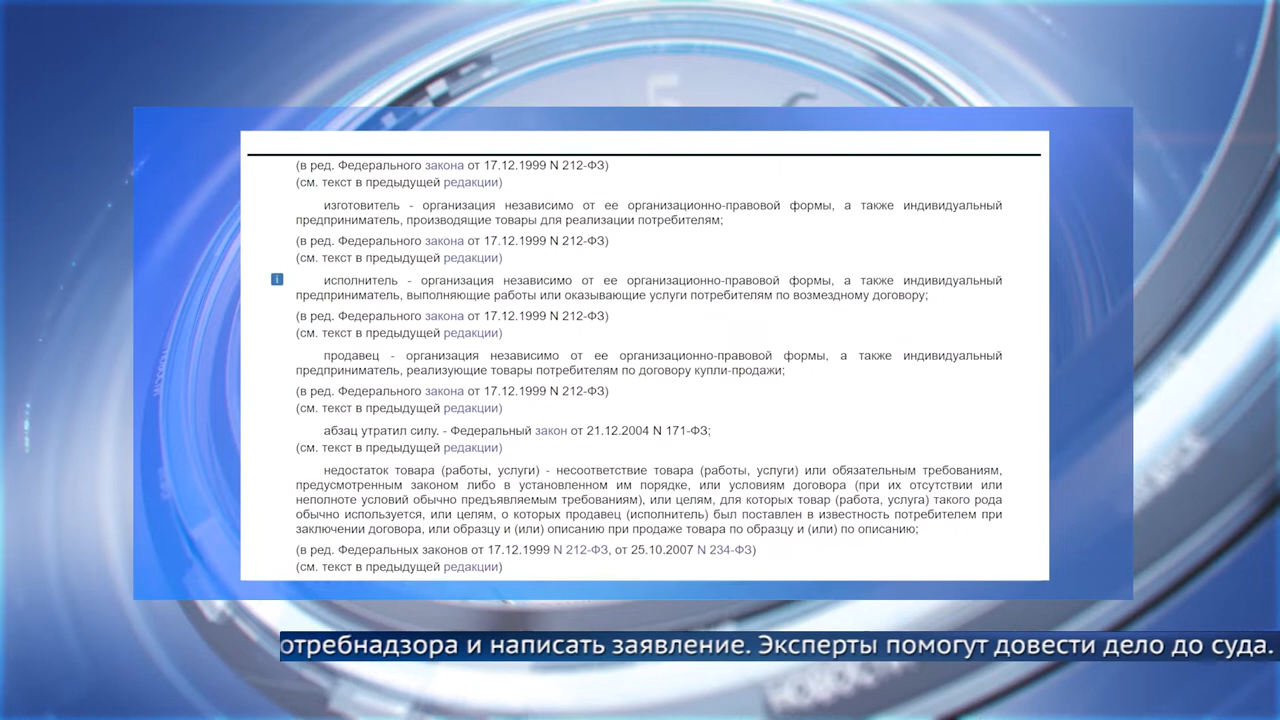 (в ред. Федерального закона от 17.12.1999 N 212-ФЗ)
(см. текст в предыдущей редакции)
изготовитель - организация независимо от ее организационно-правовой формы, а также индивидуальный
предприниматель, производящие товары для реализации потребителям;
(в ред. Федерального закона от 17.12.1999 N 212-ФЗ)
(см. текст в предыдущей редакции)
исполнитель - организация независимо от ее организационно-правовой формы, а также индивидуальный
предприниматель, выполняющие работы или оказывающие услуги потребителям по возмездному договору;
(в ред. Федерального закона от 17.12.1999 N 212-ФЗ)
(см. текст в предыдущей редакции)
продавец - организация независимо от ее организационно-правовой формы, а также индивидуальный
предприниматель, реализующие товары потребителям по договору купли-продажи;
(в ред. Федерального закона от 17.12.1999 N 212-ФЗ)
(см. текст в предыдущей редакции)
абзац утратил силу. - Федеральный закон от 21.12.2004 N 171-ФЗ;
(см. текст в предыдущей редакции)
недостаток товара (работы, услуги) - несоответствие товара (работы, услуги) или обязательным требованиям,
предусмотренным законом либо в установленном им порядке, или условиям договора (при их отсутствии или
неполноте условий обычно предъявляемым требованиям), или целям, для которых товар (работа, услуга) такого рода
обычно используется, или целям, о которых продавец (исполнитель) был поставлен в известность потребителем при
заключении договора, или образцу и (или) описанию при продаже товара по образцу и (или) по описанию;
(в ред. Федеральных законов от 17.12.1999 N 212-ФЗ, от 25.10.2007 N 234-ФЗ)
(см. текст в предыдущей редакции)
отребнадзора и написать заявление. Эксперты помогут довести дело до суда.